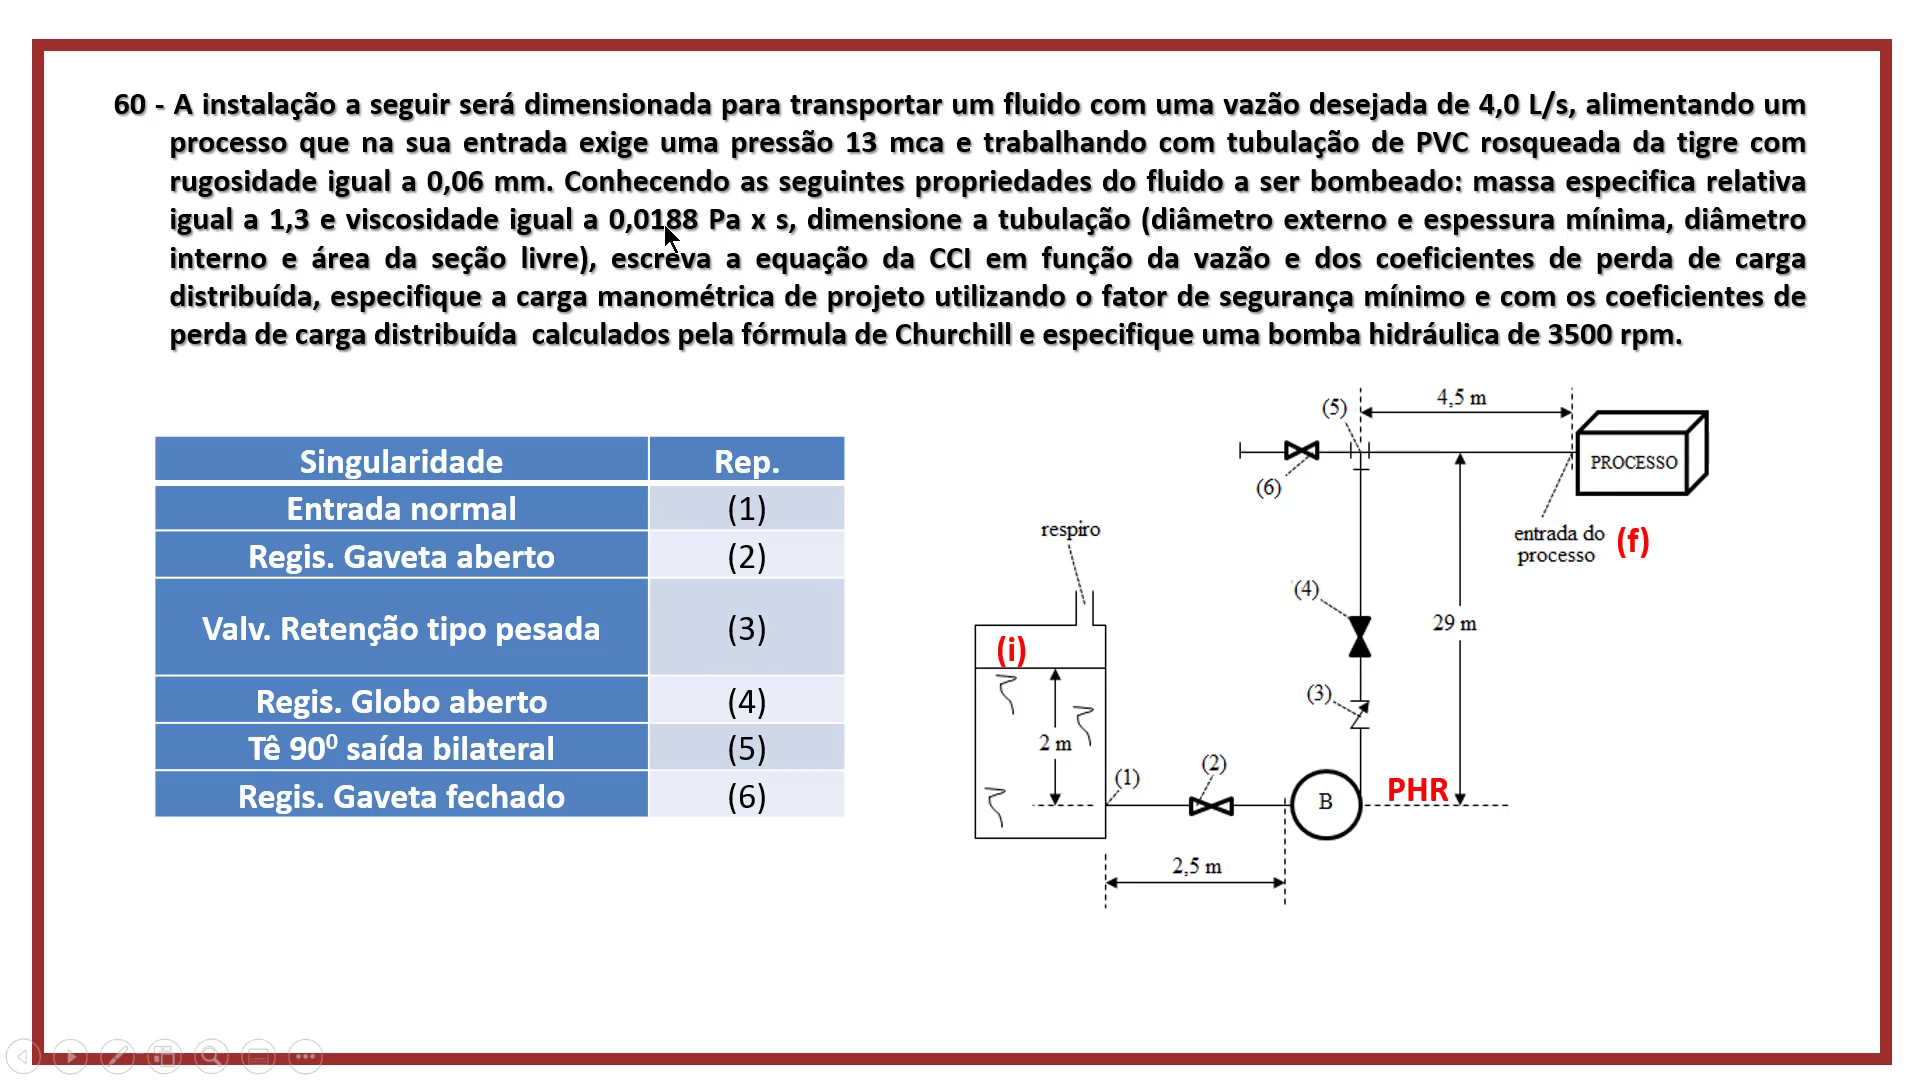 60 - A instalação a seguir será dimensionada para transportar um fluido com uma vazão desejada de 4,0 L/s, alimentando um
processo que na sua entrada exige uma pressão 13 mca e trabalhando com tubulação de PVC rosqueada da tigre com
rugosidade igual a 0,06 mm. Conhecendo as seguintes propriedades do fluido a ser bombeado: massa especifica relativa
igual a 1,3 e viscosidade igual a 0,0188 Pa x s, dimensione a tubulação (diâmetro externo e espessura mínima, diâmetro
interno e área da seção livre), escreva a equação da CCI em função da vazão e dos coeficientes de perda de carga
distribuída, especifique a carga manométrica de projeto utilizando o fator de segurança mínimo e com os coeficientes de
perda de carga distribuída calculados pela fórmula de Churchill e especifique uma bomba hidráulica de 3500 rpm.
Singularidade Rep.
Entrada normal (1)
Regis. Gaveta aberto (2)
Valv. Retenção tipo pesada (3)
Regis. Globo aberto (4)
Tê 90⁰ saída bilateral (5)
Regis. Gaveta fechado (6)
4,5 m
(5)
PROCESSO
(6)
respiro
entrada do
processo
(f)
(4)
29 m
(i)
(3)
2 m
(1)
(2)
B
PHR
2,5 m